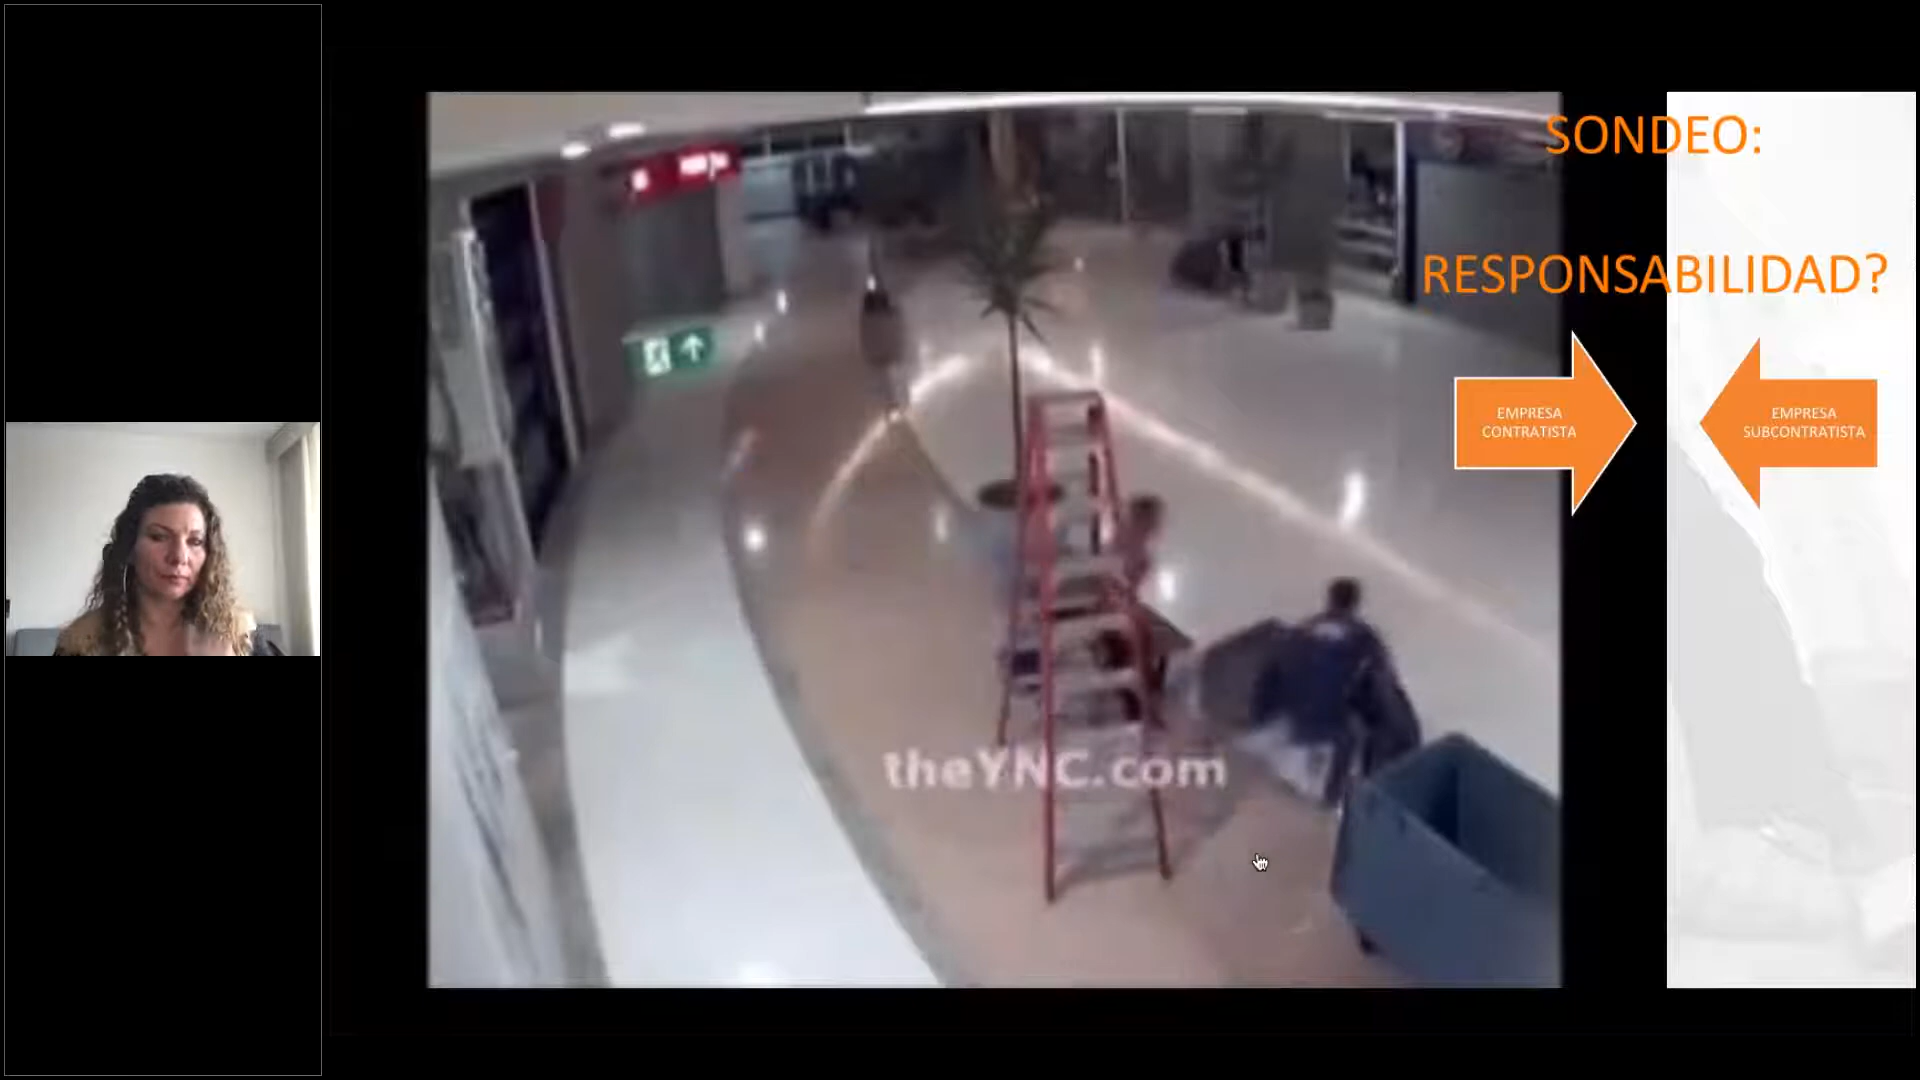 SONDEO:
RESPONSABILIDAD?
EMPRESA
CONTRATISTA
EMPRESA
SUBCONTRATISTA
theYNC.com